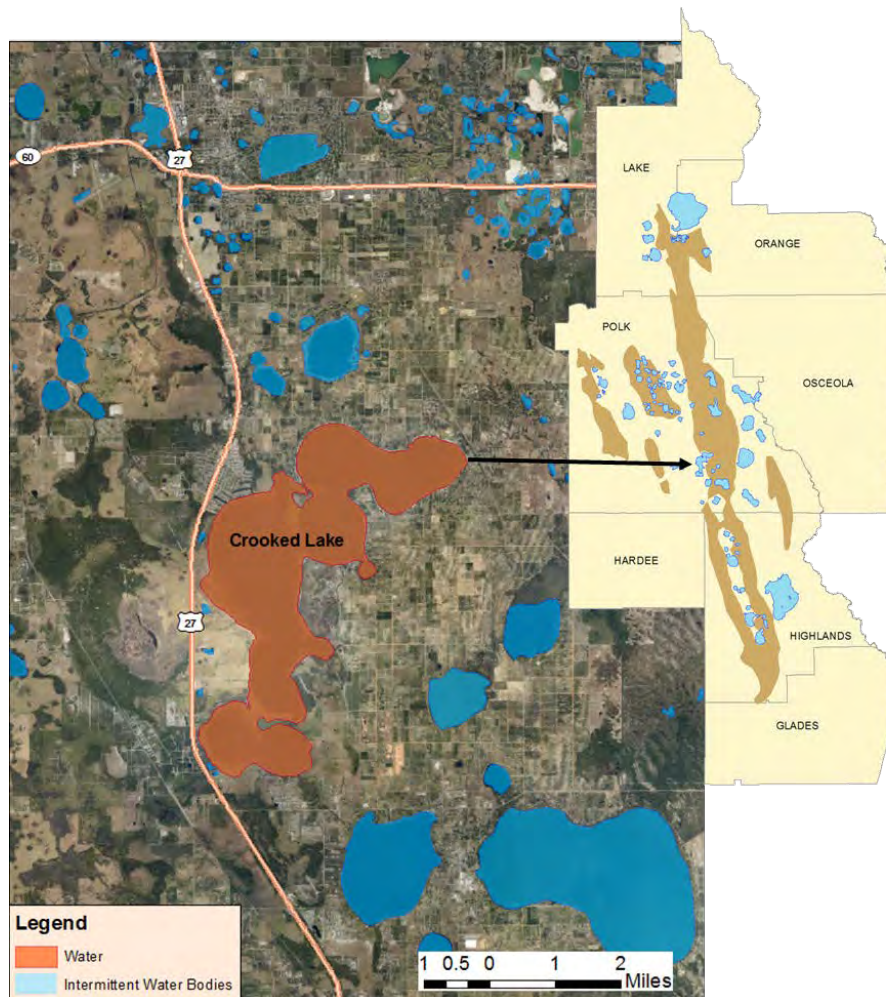 60
27
Crooked Lake
27
LAKE
ORANGE
POLK
OSCEOLA
HARDEE
HIGHLANDS
GLADES
Legend
Water
Intermittent Water Bodies
1 0.5 0 1 2
Miles